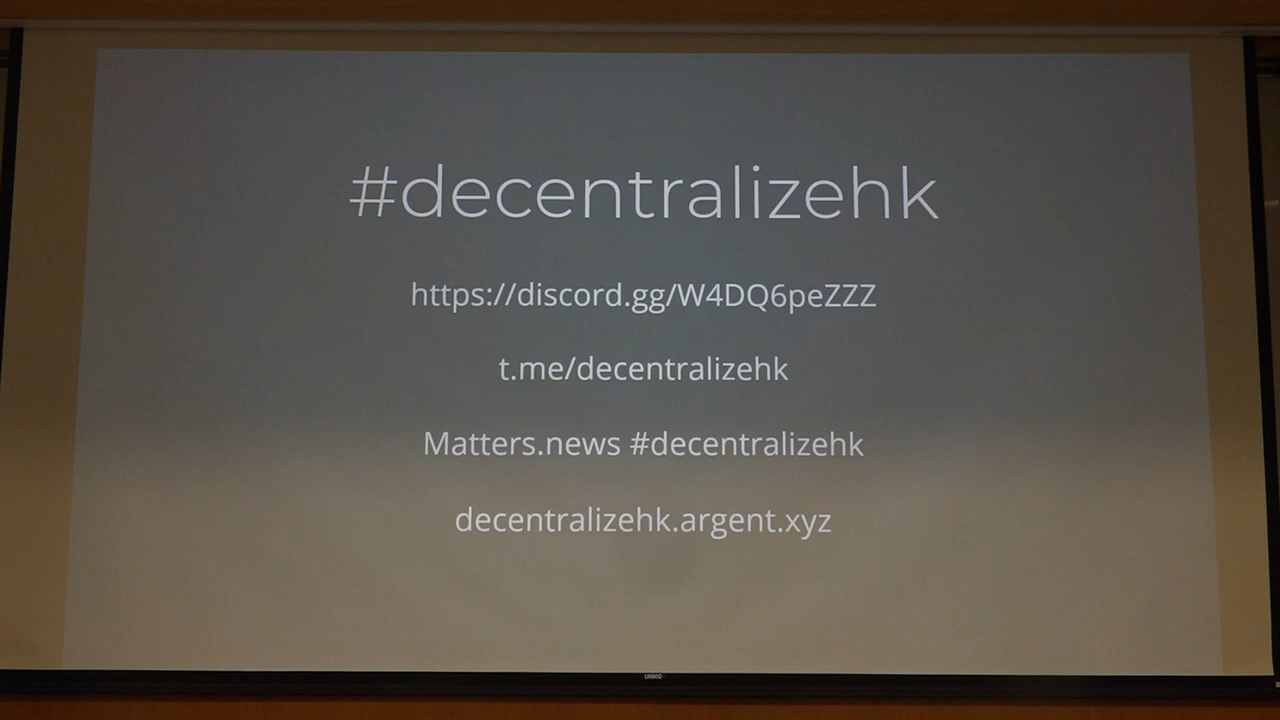 #decentralizehk
https://discord.gg/W4DQ6peZZZ
t.me/decentralizehk
Matters.news #decentralizehk
decentralizehk.argent.xyz